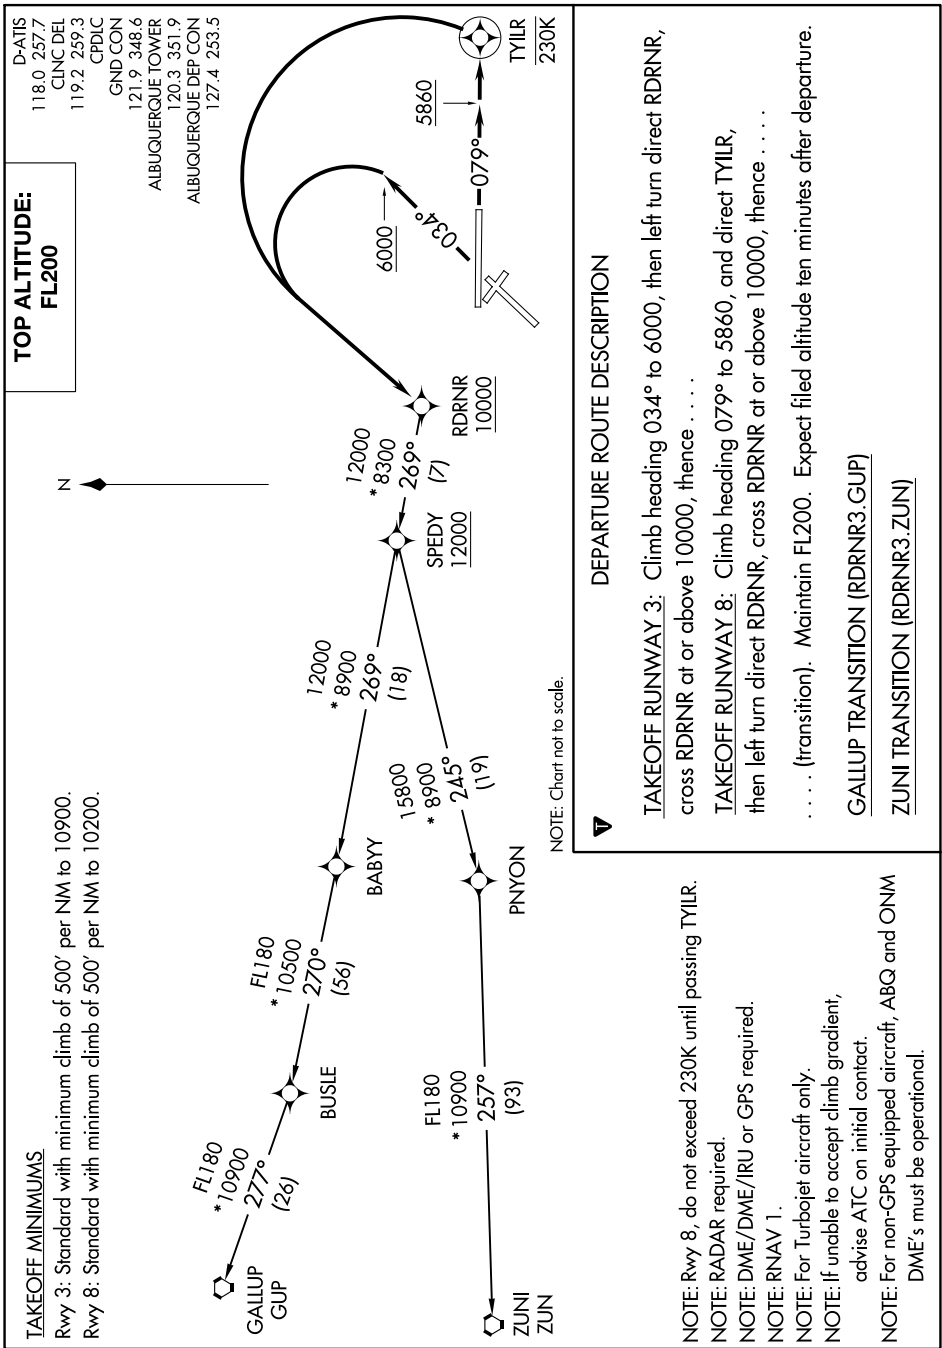 TAKEOFF MINIMUMS
Rwy 3: Standard with minimum climb of 500' per NM to 10900.
Rwy 8: Standard with minimum climb of 500' per NM to 10200.
TOP ALTITUDE:
FL200
D-ATIS
118.0 257.7
CLNC DEL
119.2 259.3
CPDLC
GND CON
121.9 348.6
ALBUQUERQUE TOWER
120.3 351.9
ALBUQUERQUE DEP CON
127.4 253.5
N
GALLUP
GUP
FL180
*10900
277°
(26)
BUSLE
FL180
*10500
270°
(56)
BABYY
12000
*8900
269°
(18)
SPEDY
12000
12000
*8300
269°
(7)
RDRNR
10000
6000
034°
5860
079°
TYILR
230K
ZUNI
ZUN
FL180
*10900
257°
(93)
PNYON
15800
*8900
245°
(19)
NOTE: Chart not to scale.
NOTE: Rwy 8, do not exceed 230K until passing TYILR.
NOTE: RADAR required.
NOTE: DME/DME/IRU or GPS required.
NOTE: RNAV 1.
NOTE: For Turbojet aircraft only.
NOTE: If unable to accept climb gradient,
advise ATC on initial contact.
NOTE: For non-GPS equipped aircraft, ABQ and ONM
DME's must be operational.
T
DEPARTURE ROUTE DESCRIPTION
TAKEOFF RUNWAY 3: Climb heading 034° to 6000, then left turn direct RDRNR,
cross RDRNR at or above 10000, thence . . . .
TAKEOFF RUNWAY 8: Climb heading 079° to 5860, and direct TYILR,
then left turn direct RDRNR, cross RDRNR at or above 10000, thence . . . .
. . . . (transition). Maintain FL200. Expect filed altitude ten minutes after departure.
GALLUP TRANSITION (RDRNR3.GUP)
ZUNI TRANSITION (RDRNR3.ZUN)